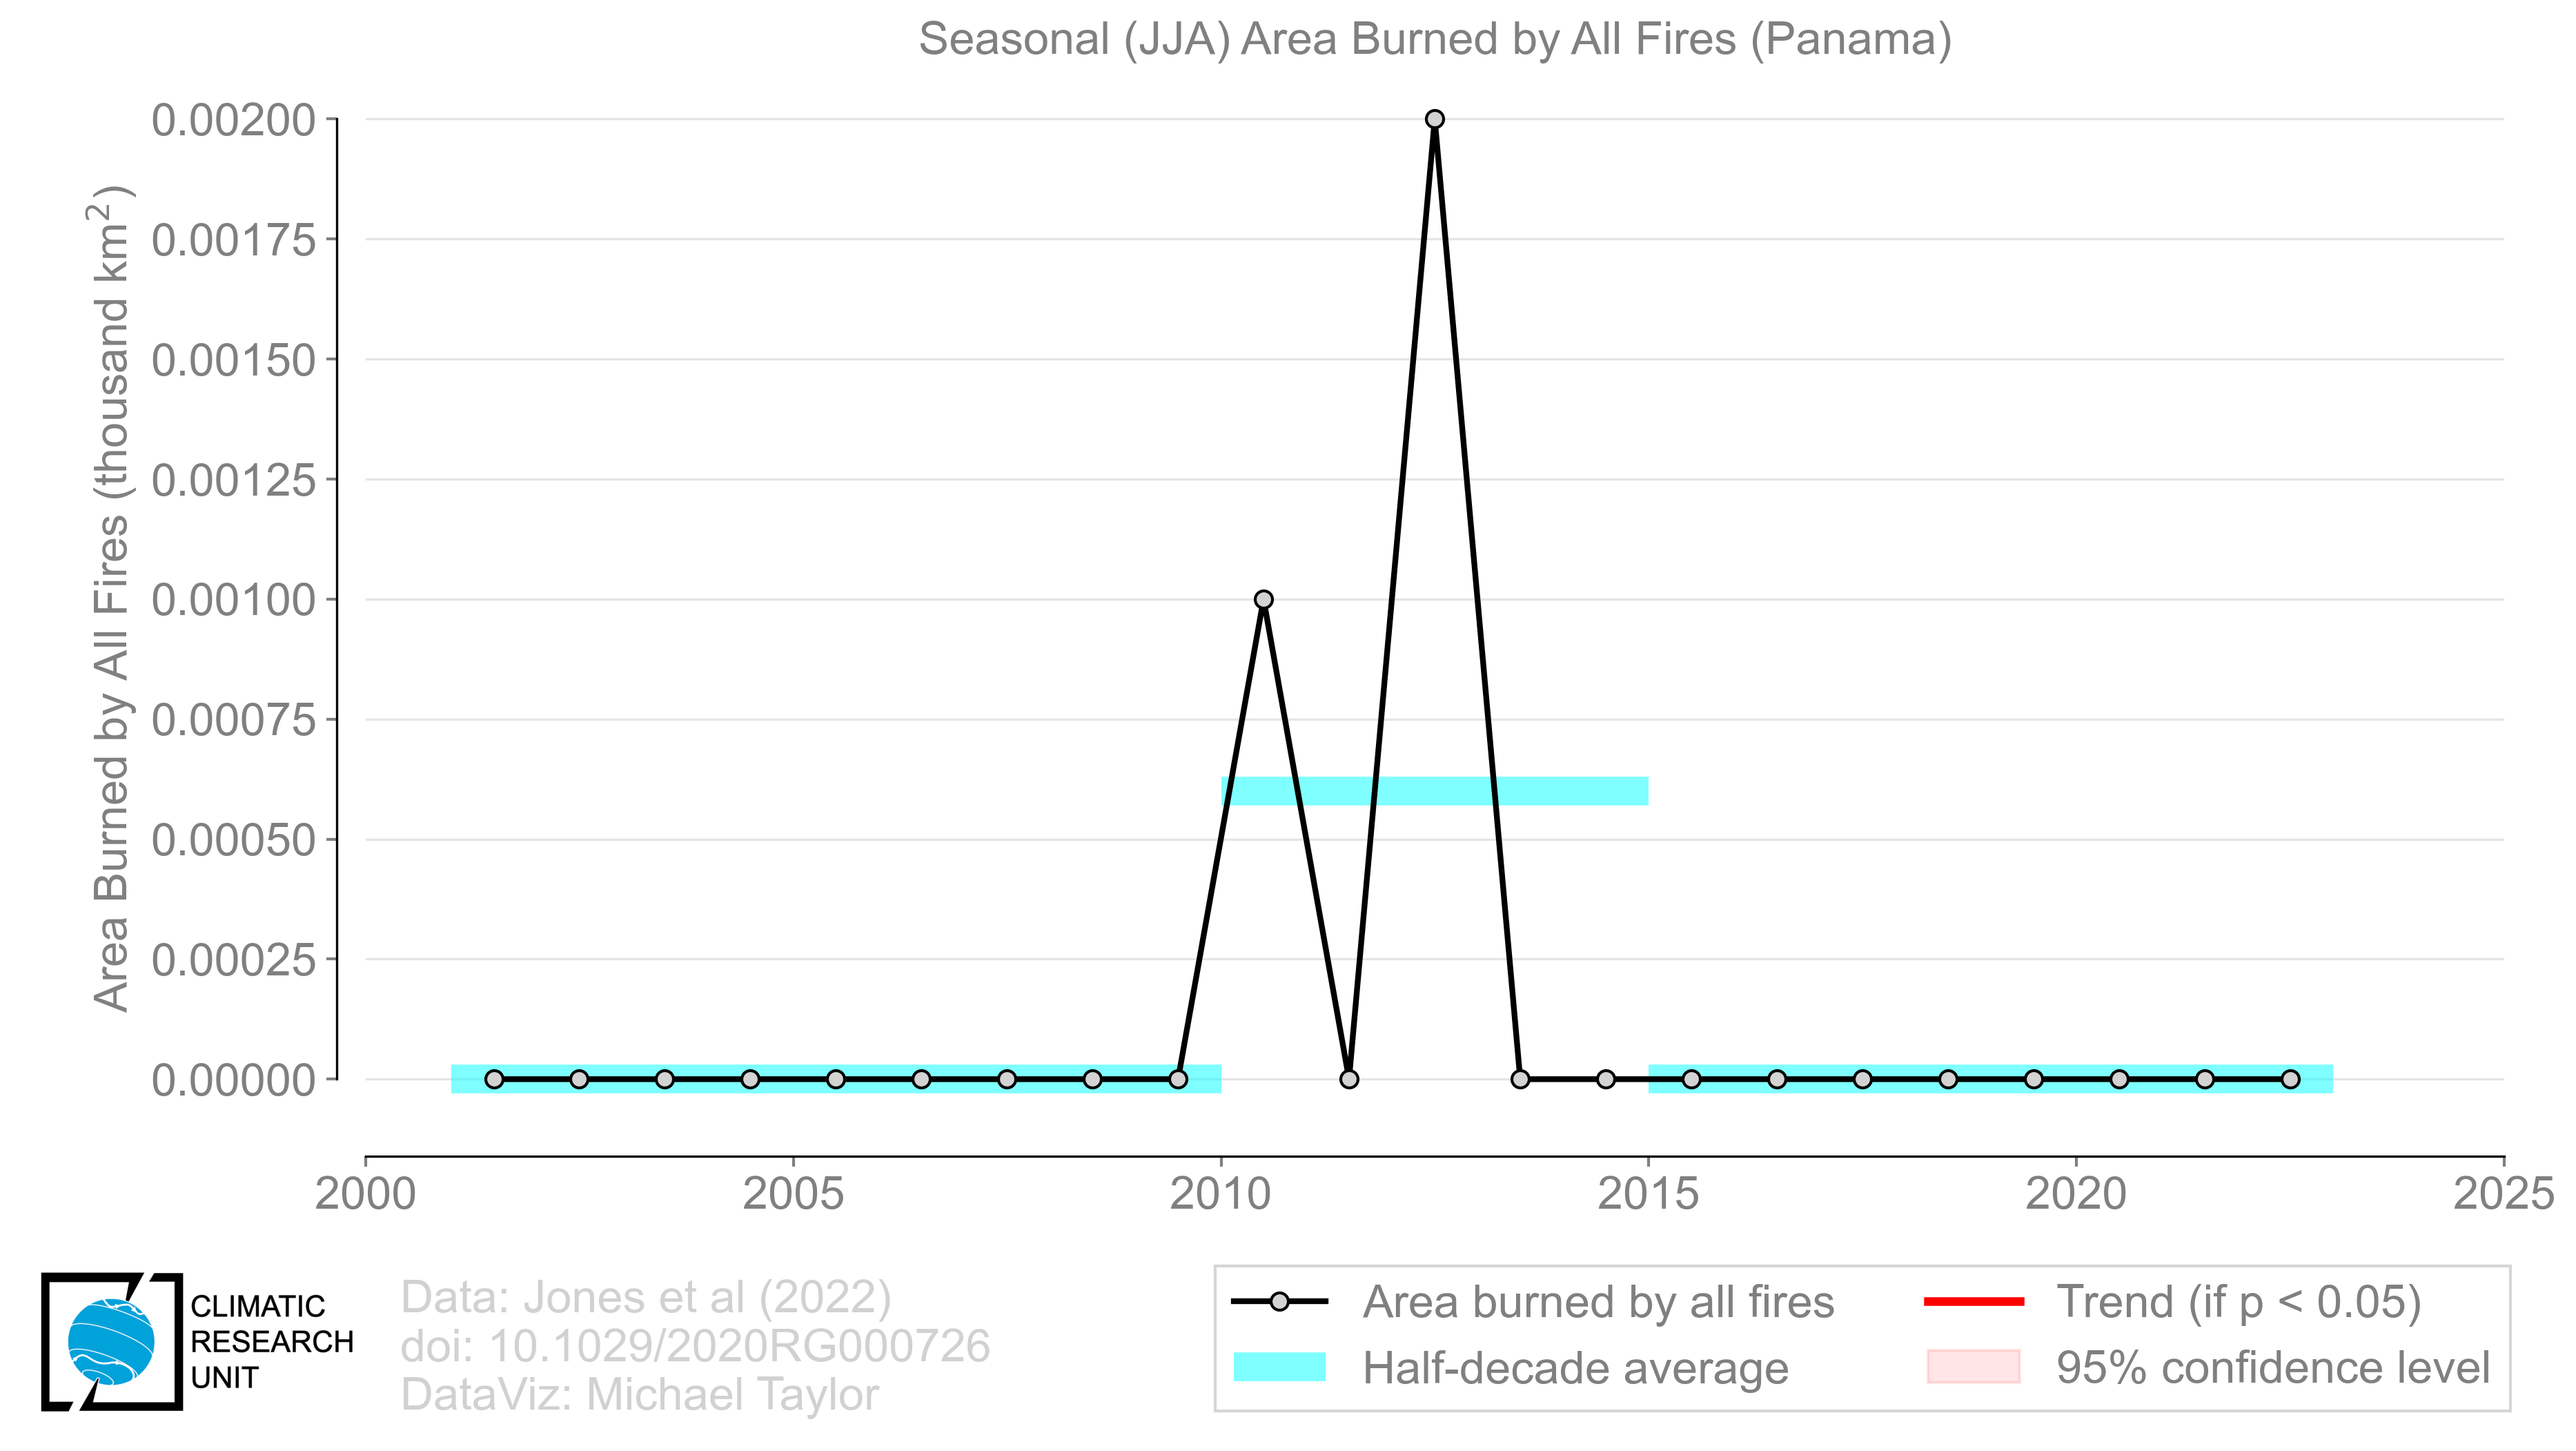 Seasonal (JJA) Area Burned by All Fires (Panama)
Area Burned by All Fires (thousand km²)
0.00200
0.00175
0.00150
0.00125
0.00100
0.00075
0.00050
0.00025
0.00000
2000 2005 2010 2015 2020 2025
CLIMATIC
RESEARCH
UNIT
Data: Jones et al (2022)
doi: 10.1029/2020RG000726
DataViz: Michael Taylor
Area burned by all fires
Half-decade average
Trend (if p < 0.05)
95% confidence level